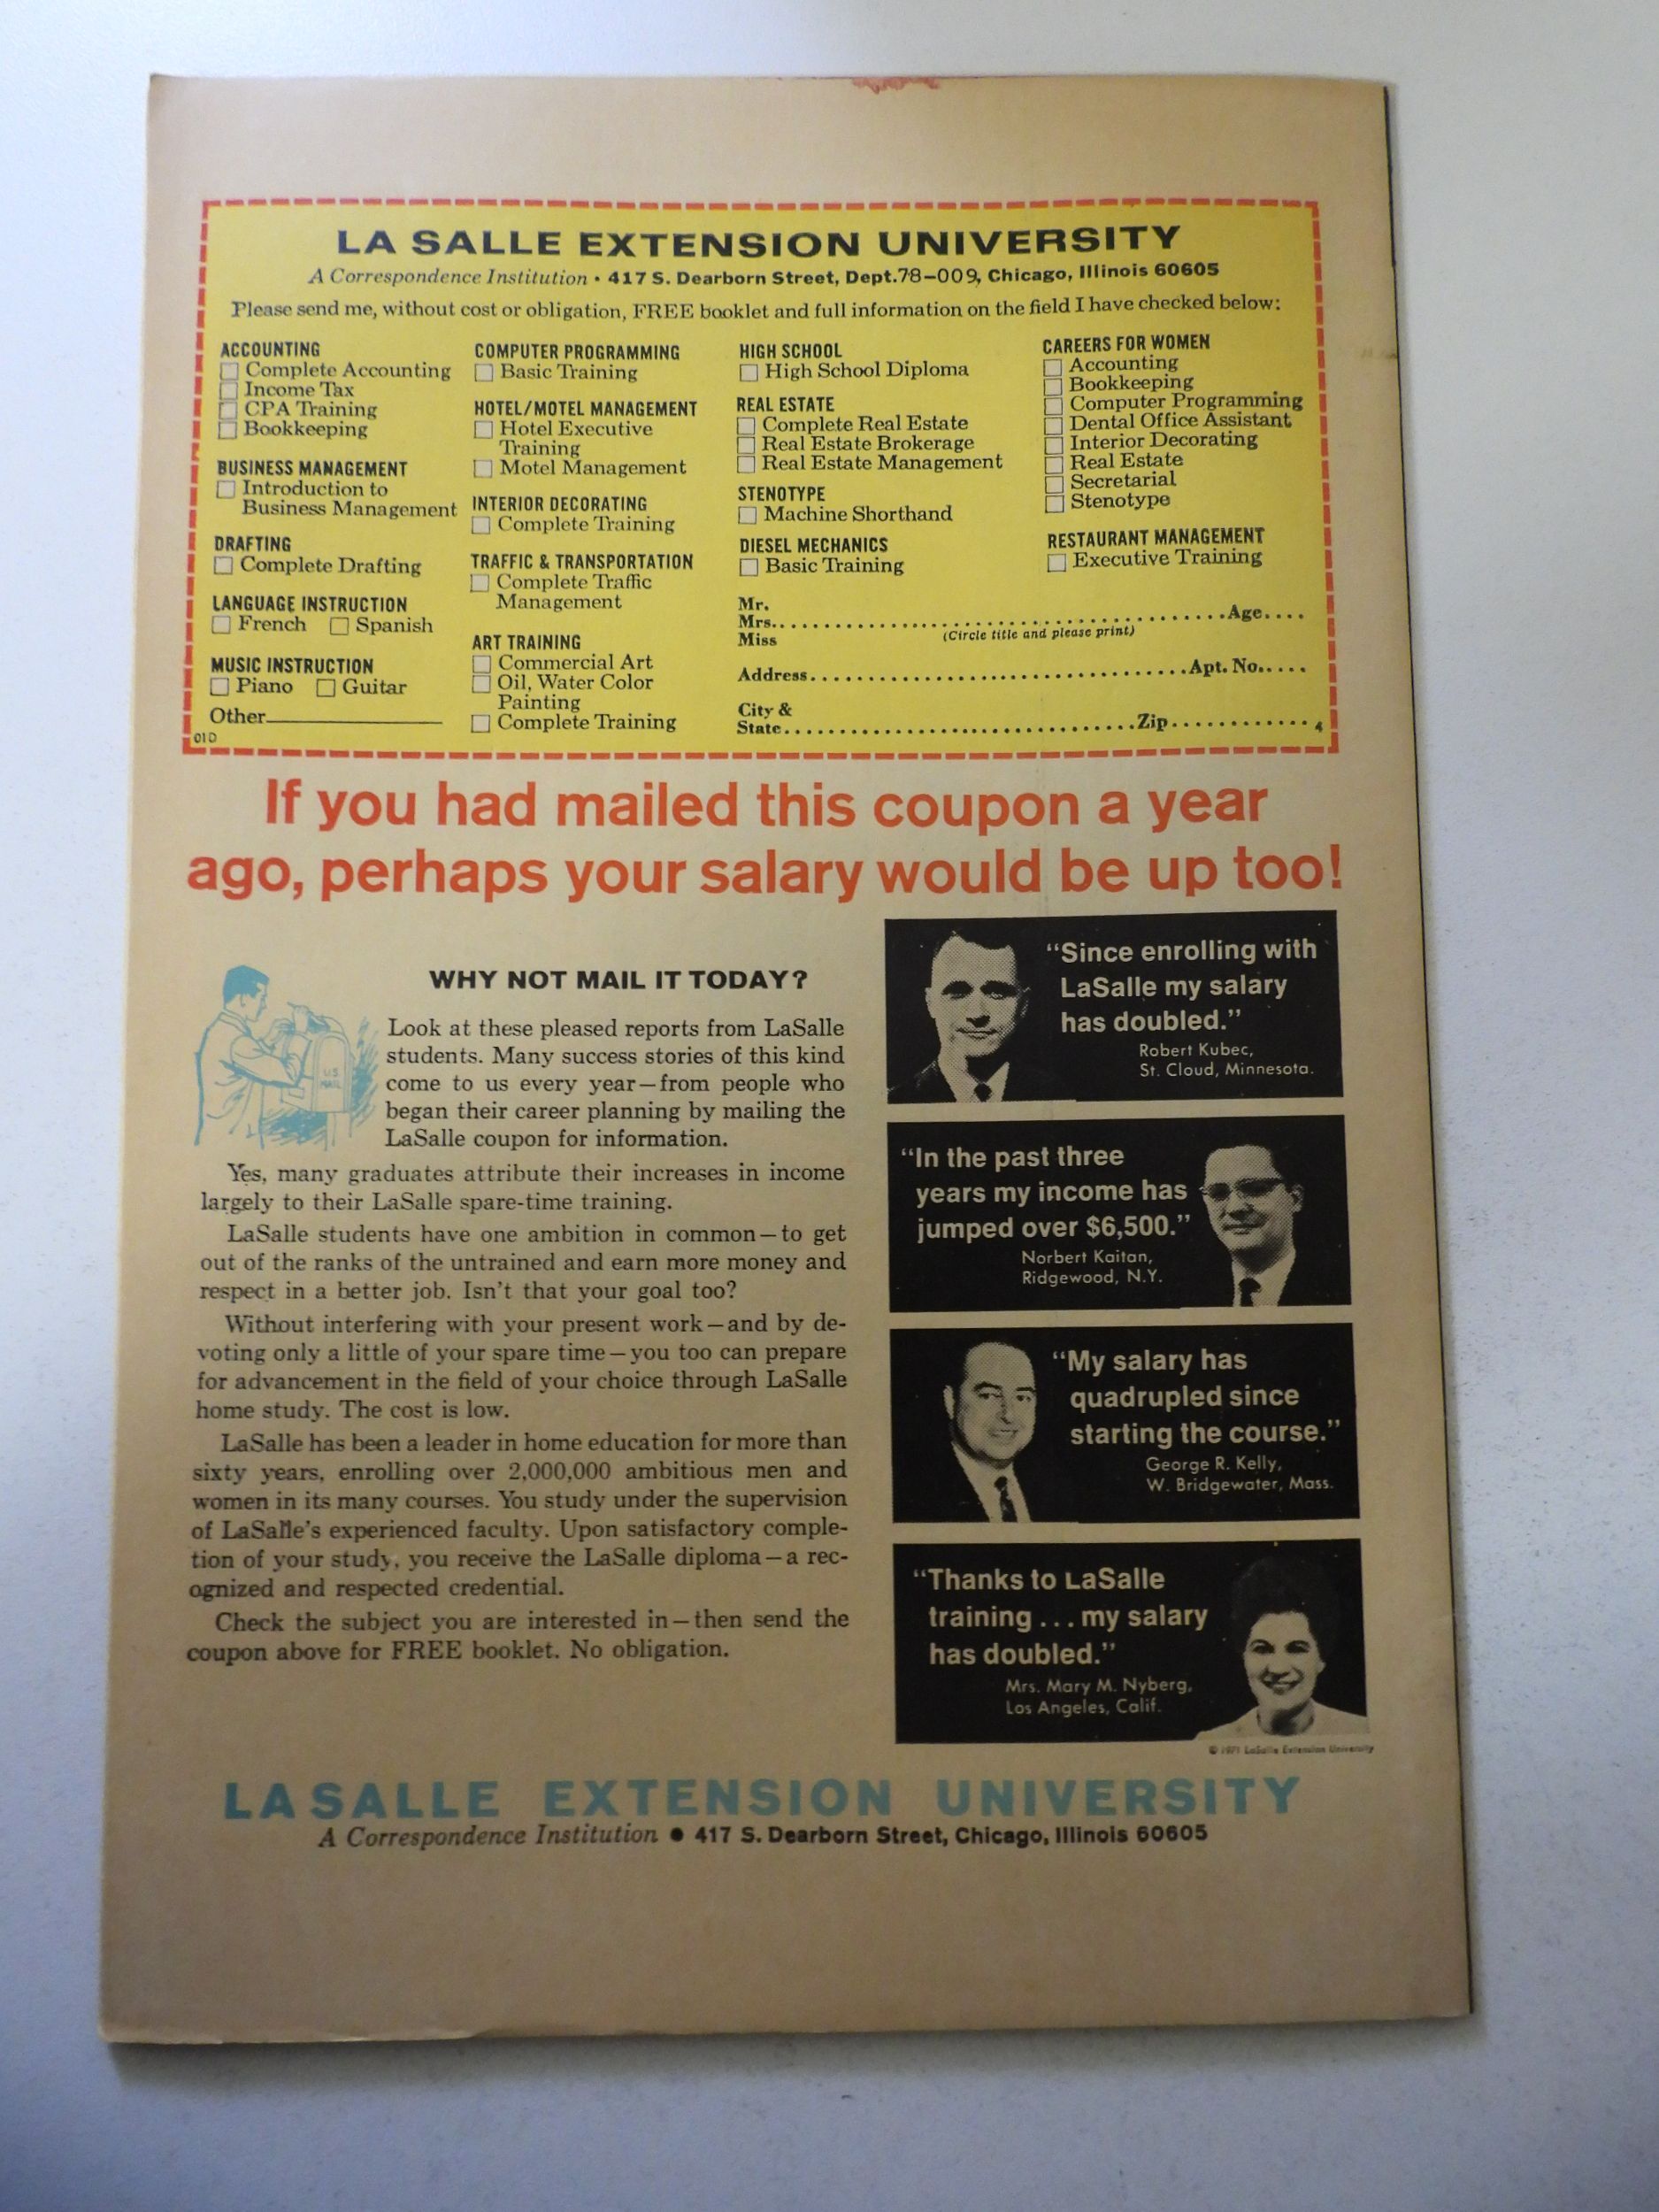 LA SALLE EXTENSION UNIVERSITY
A Correspondence Institution • 417 S. Dearborn Street, Dept.78-009, Chicago, Illinois 60605
Please send me, without cost or obligation, FREE booklet and full information on the field I have checked below:
ACCOUNTING
Complete Accounting
Income Tax
CPA Training
Bookkeeping
BUSINESS MANAGEMENT
Introduction to
Business Management
DRAFTING
Complete Drafting
LANGUAGE INSTRUCTION
French Spanish
MUSIC INSTRUCTION
Piano Guitar
Other
01D
COMPUTER PROGRAMMING
Basic Training
HOTEL/MOTEL MANAGEMENT
Hotel Executive
Training
Motel Management
INTERIOR DECORATING
Complete Training
TRAFFIC & TRANSPORTATION
Complete Traffic
Management
ART TRAINING
Commercial Art
Oil, Water Color
Painting
Complete Training
HIGH SCHOOL
High School Diploma
REAL ESTATE
Complete Real Estate
Real Estate Brokerage
Real Estate Management
STENOTYPE
Machine Shorthand
DIESEL MECHANICS
Basic Training
CAREERS FOR WOMEN
Accounting
Bookkeeping
Computer Programming
Dental Office Assistant
Interior Decorating
Real Estate
Secretarial
Stenotype
RESTAURANT MANAGEMENT
Executive Training
Mr.
Mrs. Age
Miss (Circle title and please print)
Address Apt. No.
City &
State Zip 4
If you had mailed this coupon a year
ago, perhaps your salary would be up too!
WHY NOT MAIL IT TODAY?
U.S.
MAIL
Look at these pleased reports from LaSalle
students. Many success stories of this kind
come to us every year—from people who
began their career planning by mailing the
LaSalle coupon for information.
Yes, many graduates attribute their increases in income
largely to their LaSalle spare-time training.
LaSalle students have one ambition in common—to get
out of the ranks of the untrained and earn more money and
respect in a better job. Isn't that your goal too?
Without interfering with your present work—and by de-
voting only a little of your spare time—you too can prepare
for advancement in the field of your choice through LaSalle
home study. The cost is low.
LaSalle has been a leader in home education for more than
sixty years, enrolling over 2,000,000 ambitious men and
women in its many courses. You study under the supervision
of LaSalle's experienced faculty. Upon satisfactory comple-
tion of your study, you receive the LaSalle diploma—a rec-
ognized and respected credential.
Check the subject you are interested in—then send the
coupon above for FREE booklet. No obligation.
"Since enrolling with
LaSalle my salary
has doubled."
Robert Kubec,
St. Cloud, Minnesota.
"In the past three
years my income has
jumped over $6,500."
Norbert Kaitan,
Ridgewood, N.Y.
"My salary has
quadrupled since
starting the course."
George R. Kelly,
W. Bridgewater, Mass.
"Thanks to LaSalle
training ... my salary
has doubled."
Mrs. Mary M. Nyberg,
Los Angeles, Calif.
© 1971 LaSalle Extension University
LASALLE EXTENSION UNIVERSITY
A Correspondence Institution • 417 S. Dearborn Street, Chicago, Illinois 60605